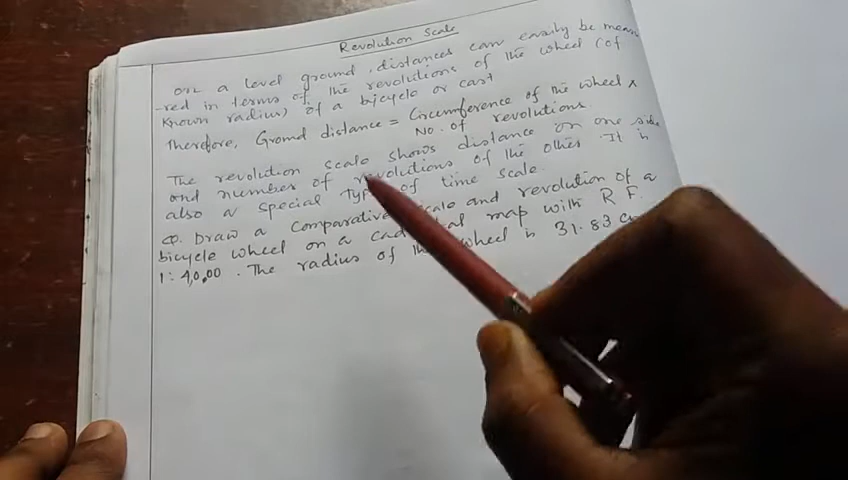 Revolution Scale
On a level ground, distances can easily be meas
-red in terms of the revolutions of the wheel (of
known radius) of a bicycle or cart
Therefore, Ground distance = Circumference of the wheel x
No. of revolutions
The revolution scale shows distance on one side
and number of revolutions of the other. It is
also a special type of time scale.
Q. Draw a comparative scale and revolution of a
bicycle wheel on a cadastral map with R F.
1: 40,00. The radius of the wheel is 31.83 cm